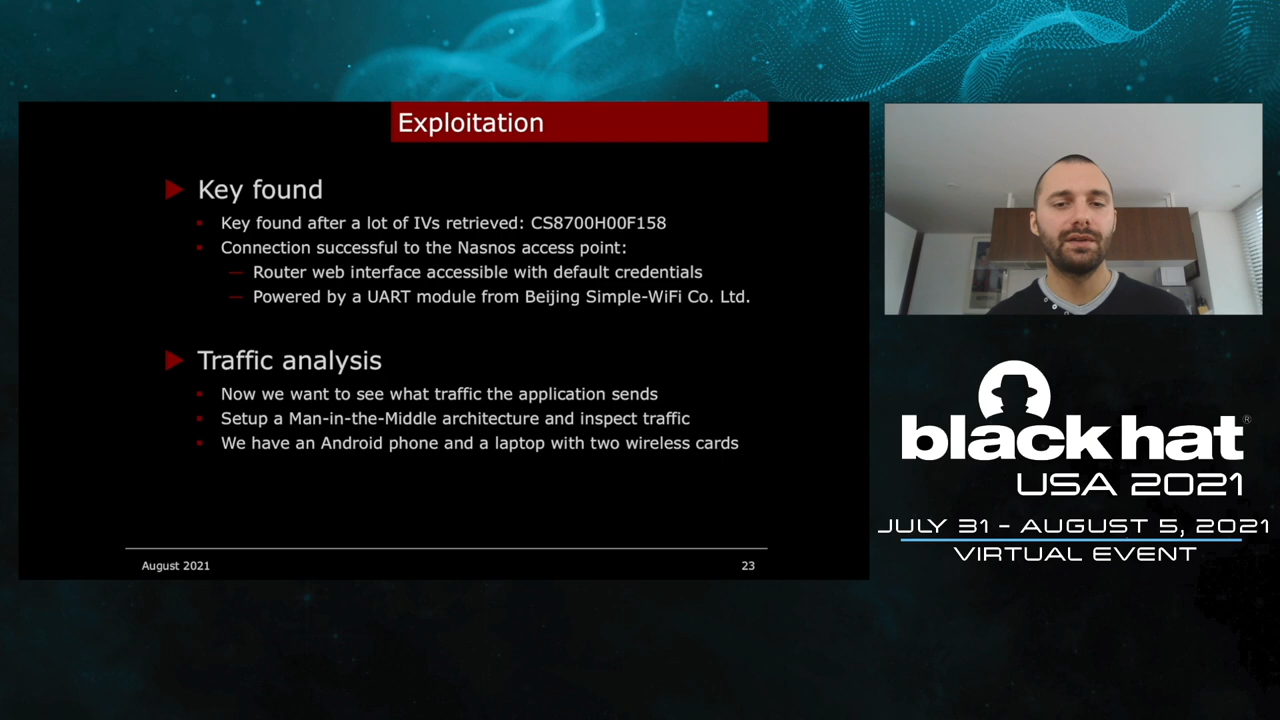 Exploitation
Key found
Key found after a lot of IVs retrieved: CS8700H00F158
Connection successful to the Nasnos access point:
— Router web interface accessible with default credentials
— Powered by a UART module from Beijing Simple-WiFi Co. Ltd.
Traffic analysis
Now we want to see what traffic the application sends
Setup a Man-in-the-Middle architecture and inspect traffic
We have an Android phone and a laptop with two wireless cards
August 2021
23
black hat®
USA 2021
JULY 31 - AUGUST 5, 2021
VIRTUAL EVENT